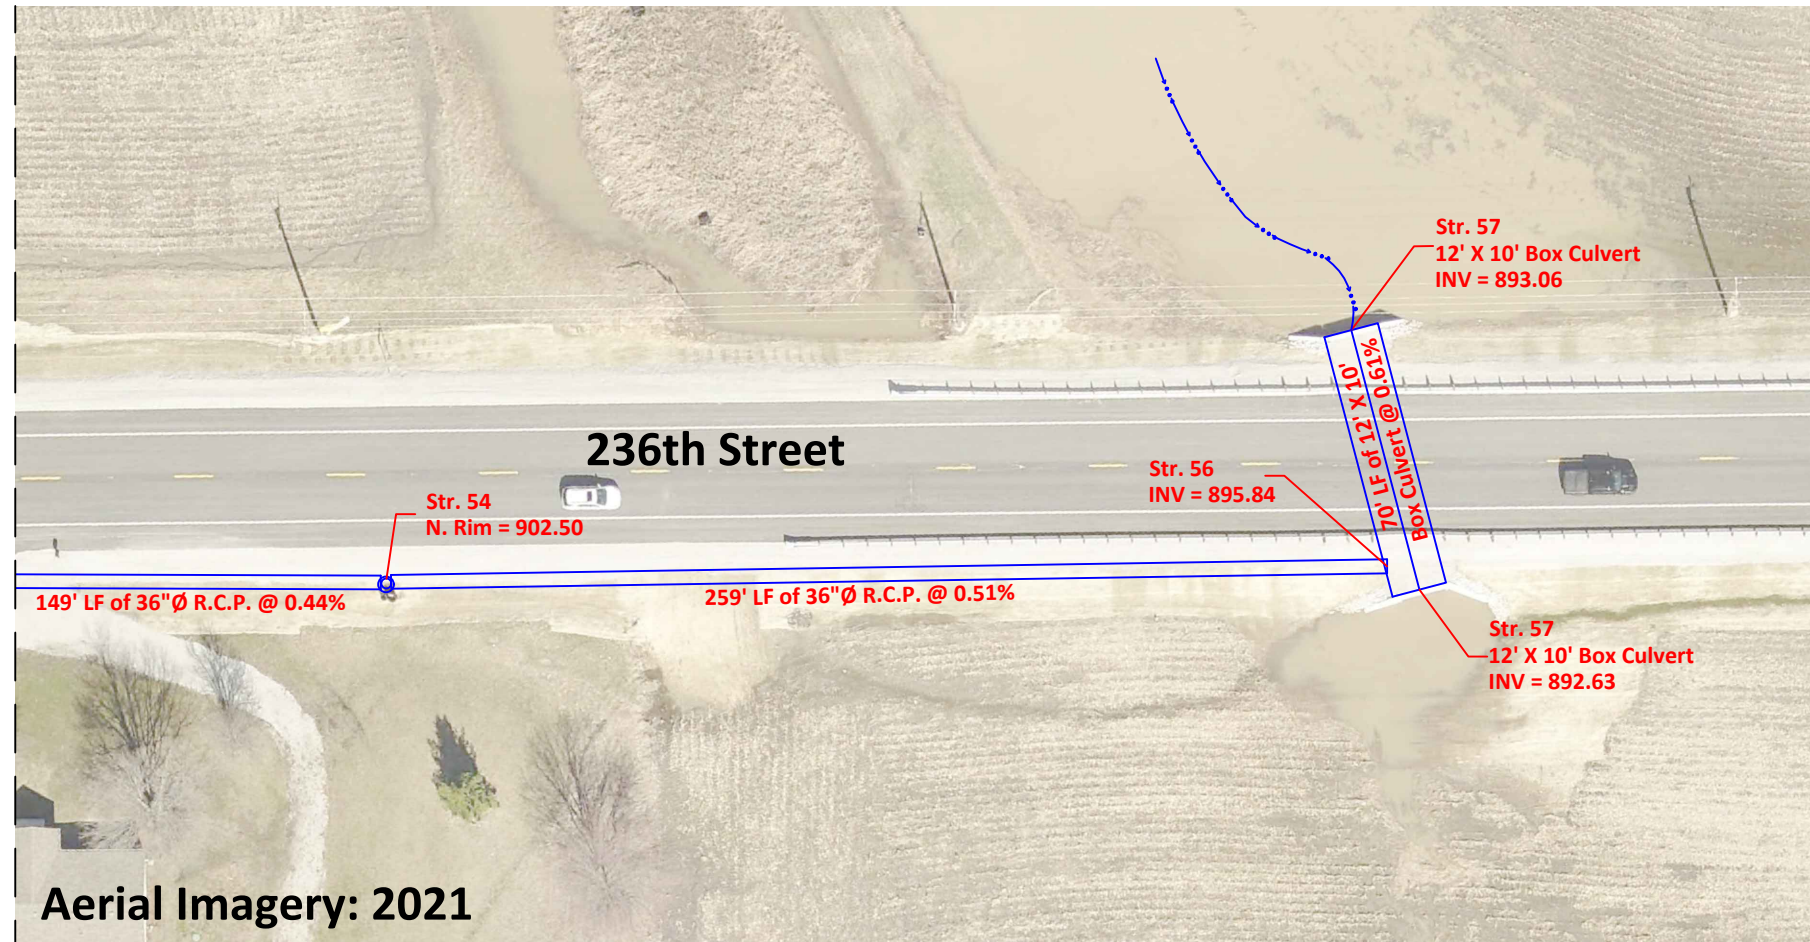 Str. 57
12' X 10' Box Culvert
INV = 893.06
70' LF of 12' X 10'
Box Culvert @ 0.61%
236th Street
Str. 56
INV = 895.84
Str. 54
N. Rim = 902.50
149' LF of 36"Ø R.C.P. @ 0.44%
259' LF of 36"Ø R.C.P. @ 0.51%
Str. 57
12' X 10' Box Culvert
INV = 892.63
Aerial Imagery: 2021